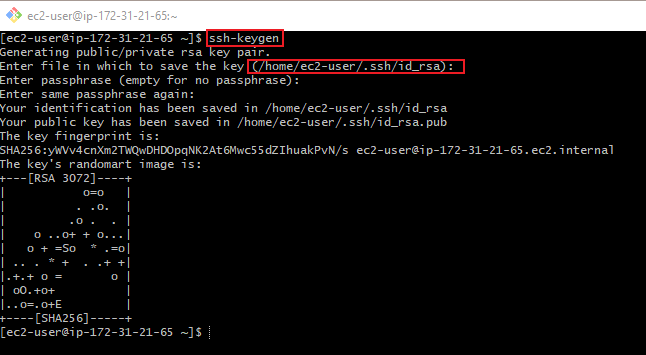 ec2-user@ip-172-31-21-65:~
[ec2-user@ip-172-31-21-65 ~]$ ssh-keygen
Generating public/private rsa key pair.
Enter file in which to save the key (/home/ec2-user/.ssh/id_rsa):
Enter passphrase (empty for no passphrase):
Enter same passphrase again:
Your identification has been saved in /home/ec2-user/.ssh/id_rsa
Your public key has been saved in /home/ec2-user/.ssh/id_rsa.pub
The key fingerprint is:
SHA256:yWVv4cnXm2TWQwDHDOpqNK2At6Mwc55dZIhuakPvN/s ec2-user@ip-172-31-21-65.ec2.internal
The key's randomart image is:
+---[RSA 3072]----+
|           o=o   |
|          . .o.  |
|         .o .  . |
|    o ..o+ + o...|
|   o + =So  * .=o|
| .. . * +  . .+ +|
|.+.+ o =       o |
| oO.+o+          |
|..o=.o+E         |
+----[SHA256]-----+
[ec2-user@ip-172-31-21-65 ~]$